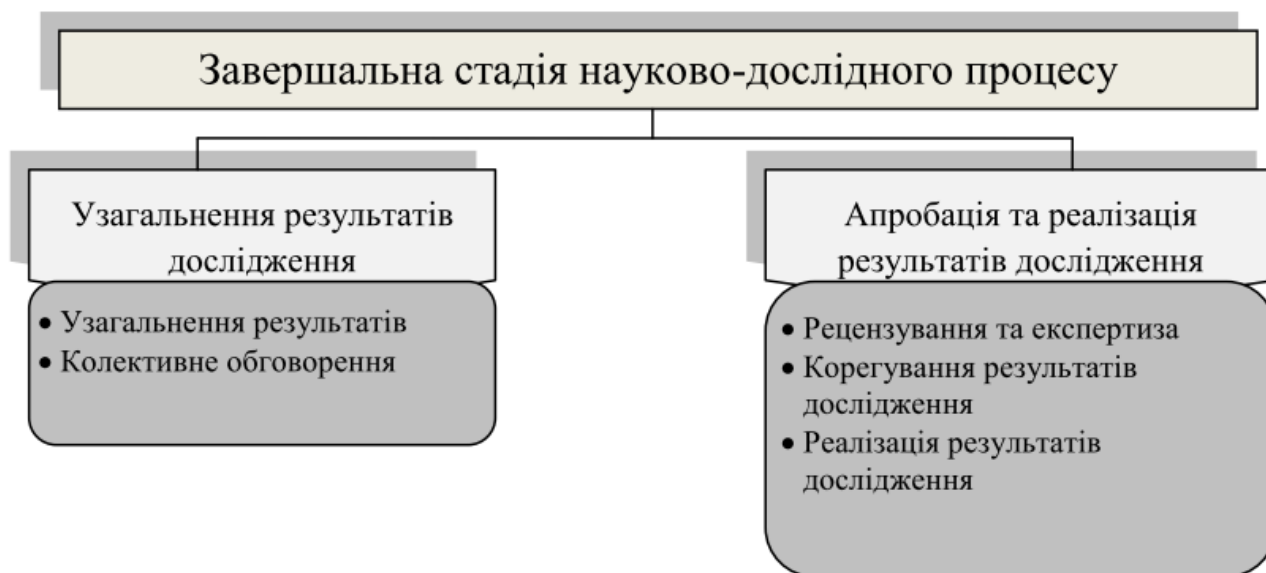 Завершальна стадія науково-дослідного процесу
Узагальнення результатів
дослідження
• Узагальнення результатів
• Колективне обговорення
Апробація та реалізація
результатів дослідження
• Рецензування та експертиза
• Корегування результатів
дослідження
• Реалізація результатів
дослідження